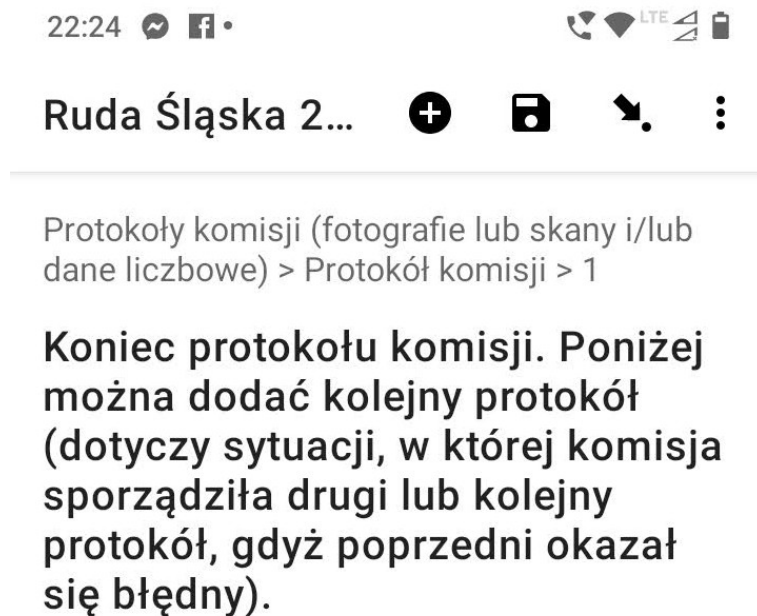 22:24
LTE
Ruda Śląska 2...
Protokoły komisji (fotografie lub skany i/lub
dane liczbowe) > Protokół komisji > 1
Koniec protokołu komisji. Poniżej
można dodać kolejny protokół
(dotyczy sytuacji, w której komisja
sporządziła drugi lub kolejny
protokół, gdyż poprzedni okazał
się błędny).